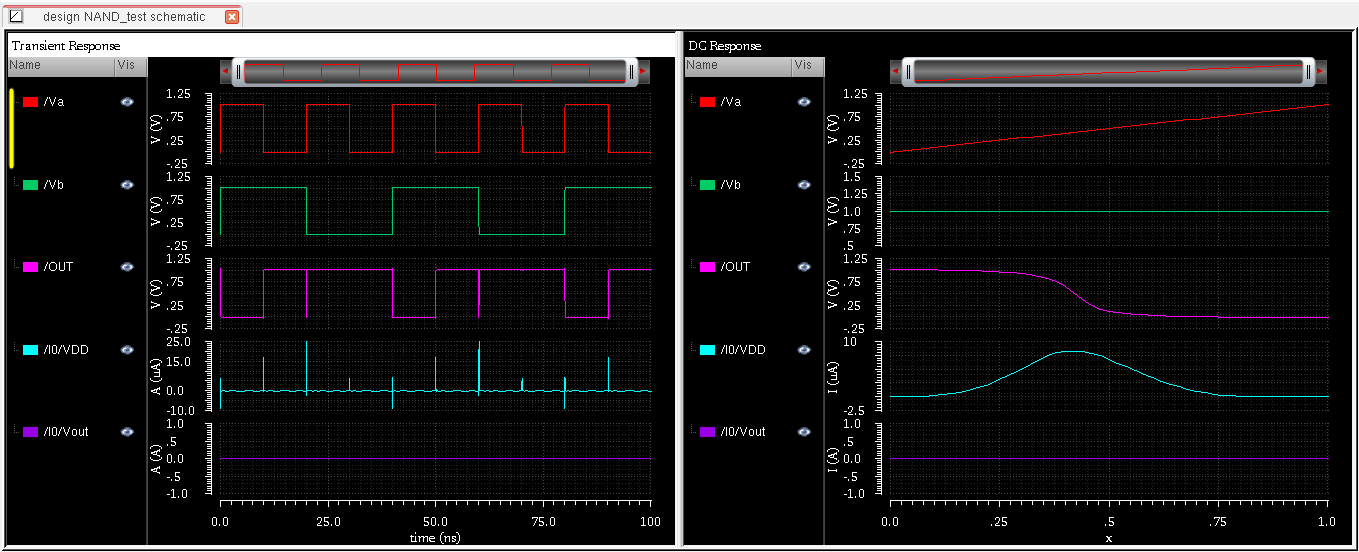 design NAND_test schematic
Transient Response
Name Vis
/Va
/Vb
/OUT
/I0/VDD
/I0/Vout
V (V)
1.25
.75
.25
-.25
V (V)
1.25
.75
.25
-.25
V (V)
1.25
.75
.25
-.25
A (uA)
25.0
15.0
0.0
-10.0
A (A)
1.0
.5
0.0
-.5
-1.0
0.0 25.0 50.0 75.0 100
time (ns)
DC Response
Name Vis
/Va
/Vb
/OUT
/I0/VDD
/I0/Vout
V (V)
1.25
.75
.25
-.25
V (V)
1.5
1.25
1.0
.75
.5
V (V)
1.25
.75
.25
-.25
I (uA)
10
-2.5
I (A)
1.0
.5
0.0
-.5
-1.0
0.0 .25 .5 .75 1.0
x